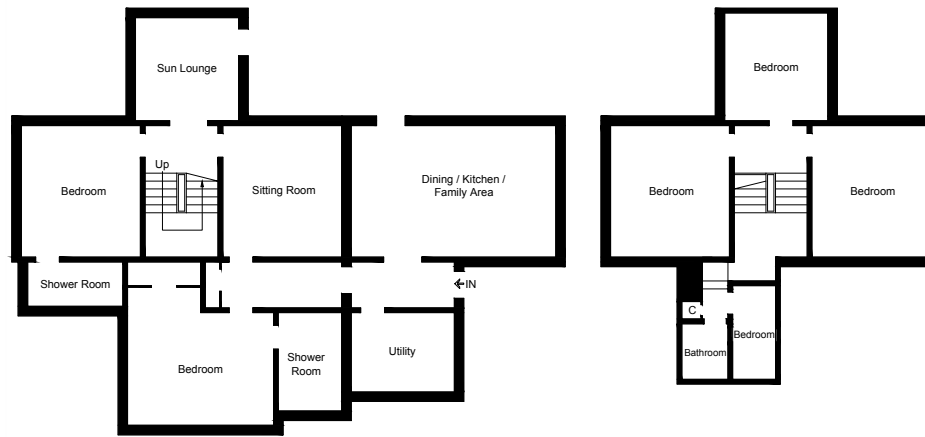 Sun Lounge
Up
Bedroom
Sitting Room
Dining / Kitchen /
Family Area
Shower Room
IN
Bedroom
Shower
Room
Utility
Bedroom
Bedroom
Bedroom
C
Bathroom
Bedroom